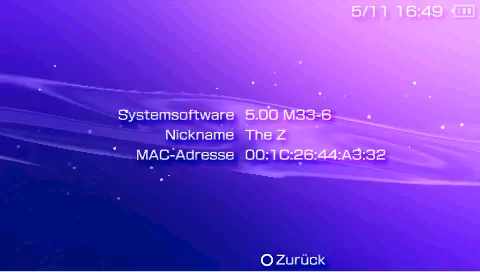 5/11 16:49
Systemsoftware 5.00 M33-6
Nickname The Z
MAC-Adresse 00:1C:26:44:A3:32
Zurück